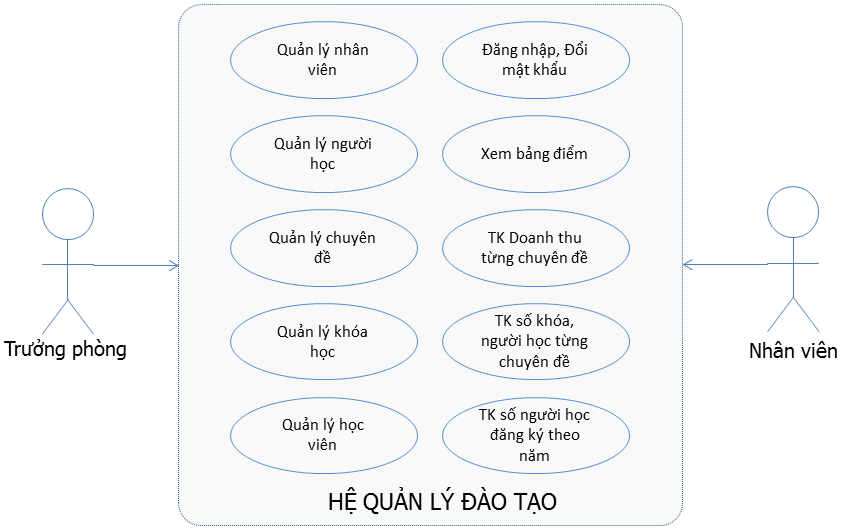 Quản lý nhân
viên
Đăng nhập, Đổi
mật khẩu
Quản lý người
học
Xem bảng điểm
Quản lý chuyên
đề
TK Doanh thu
từng chuyên đề
Quản lý khóa
học
TK số khóa,
người học từng
chuyên đề
Quản lý học
viên
TK số người học
đăng ký theo
năm
Trưởng phòng
Nhân viên
HỆ QUẢN LÝ ĐÀO TẠO